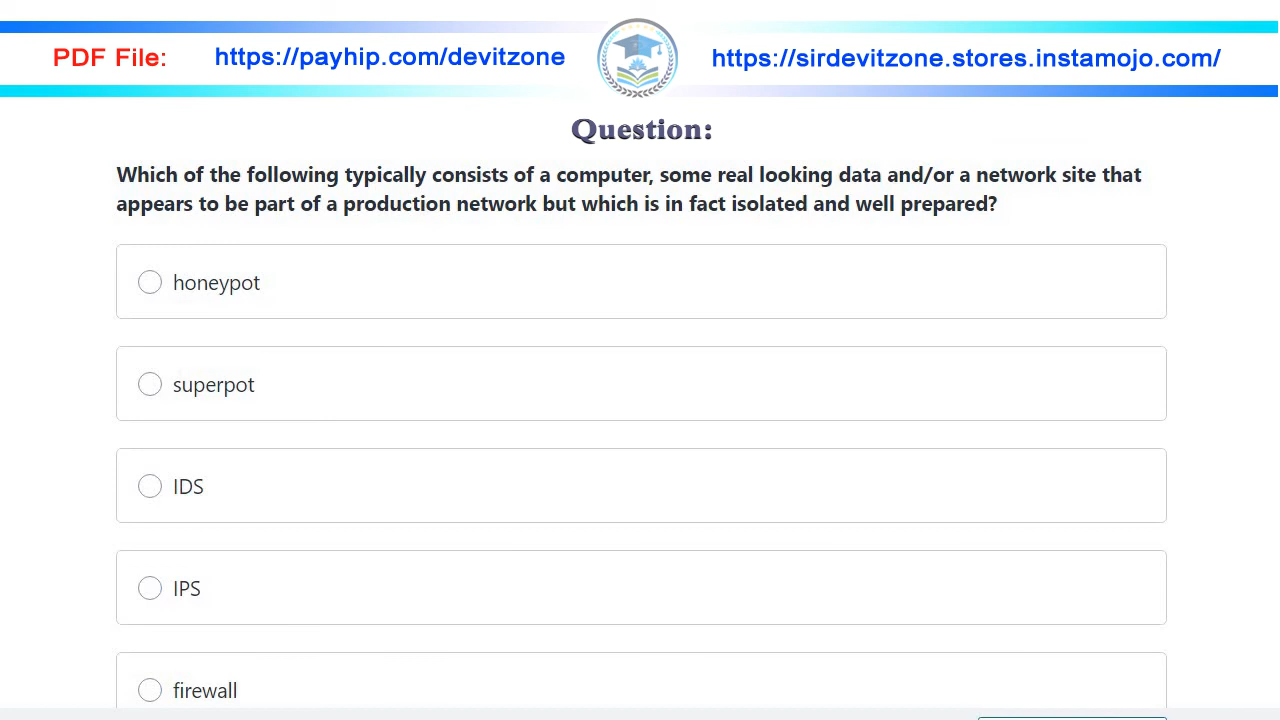 PDF File: https://payhip.com/devitzone https://sirdevitzone.stores.instamojo.com/
Question:
Which of the following typically consists of a computer, some real looking data and/or a network site that
appears to be part of a production network but which is in fact isolated and well prepared?
honeypot
superpot
IDS
IPS
firewall